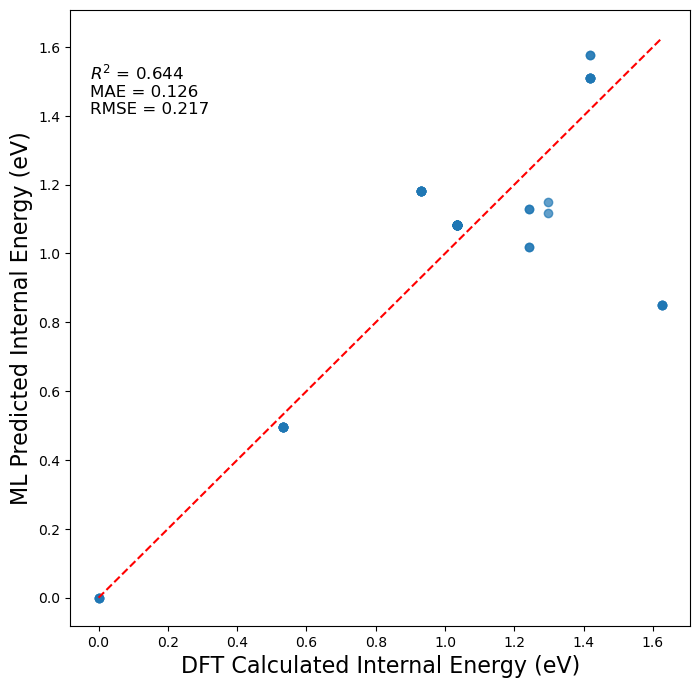 R² = 0.644
MAE = 0.126
RMSE = 0.217
ML Predicted Internal Energy (eV)
1.6
1.4
1.2
1.0
0.8
0.6
0.4
0.2
0.0
0.0 0.2 0.4 0.6 0.8 1.0 1.2 1.4 1.6
DFT Calculated Internal Energy (eV)